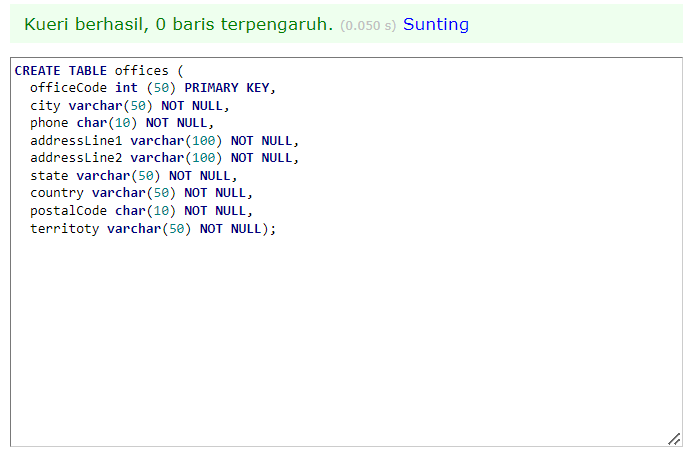 Kueri berhasil, 0 baris terpengaruh. (0.050 s) Sunting
CREATE TABLE offices (
officeCode int (50) PRIMARY KEY,
city varchar(50) NOT NULL,
phone char(10) NOT NULL,
addressLine1 varchar(100) NOT NULL,
addressLine2 varchar(100) NOT NULL,
state varchar(50) NOT NULL,
country varchar(50) NOT NULL,
postalCode char(10) NOT NULL,
territoty varchar(50) NOT NULL);